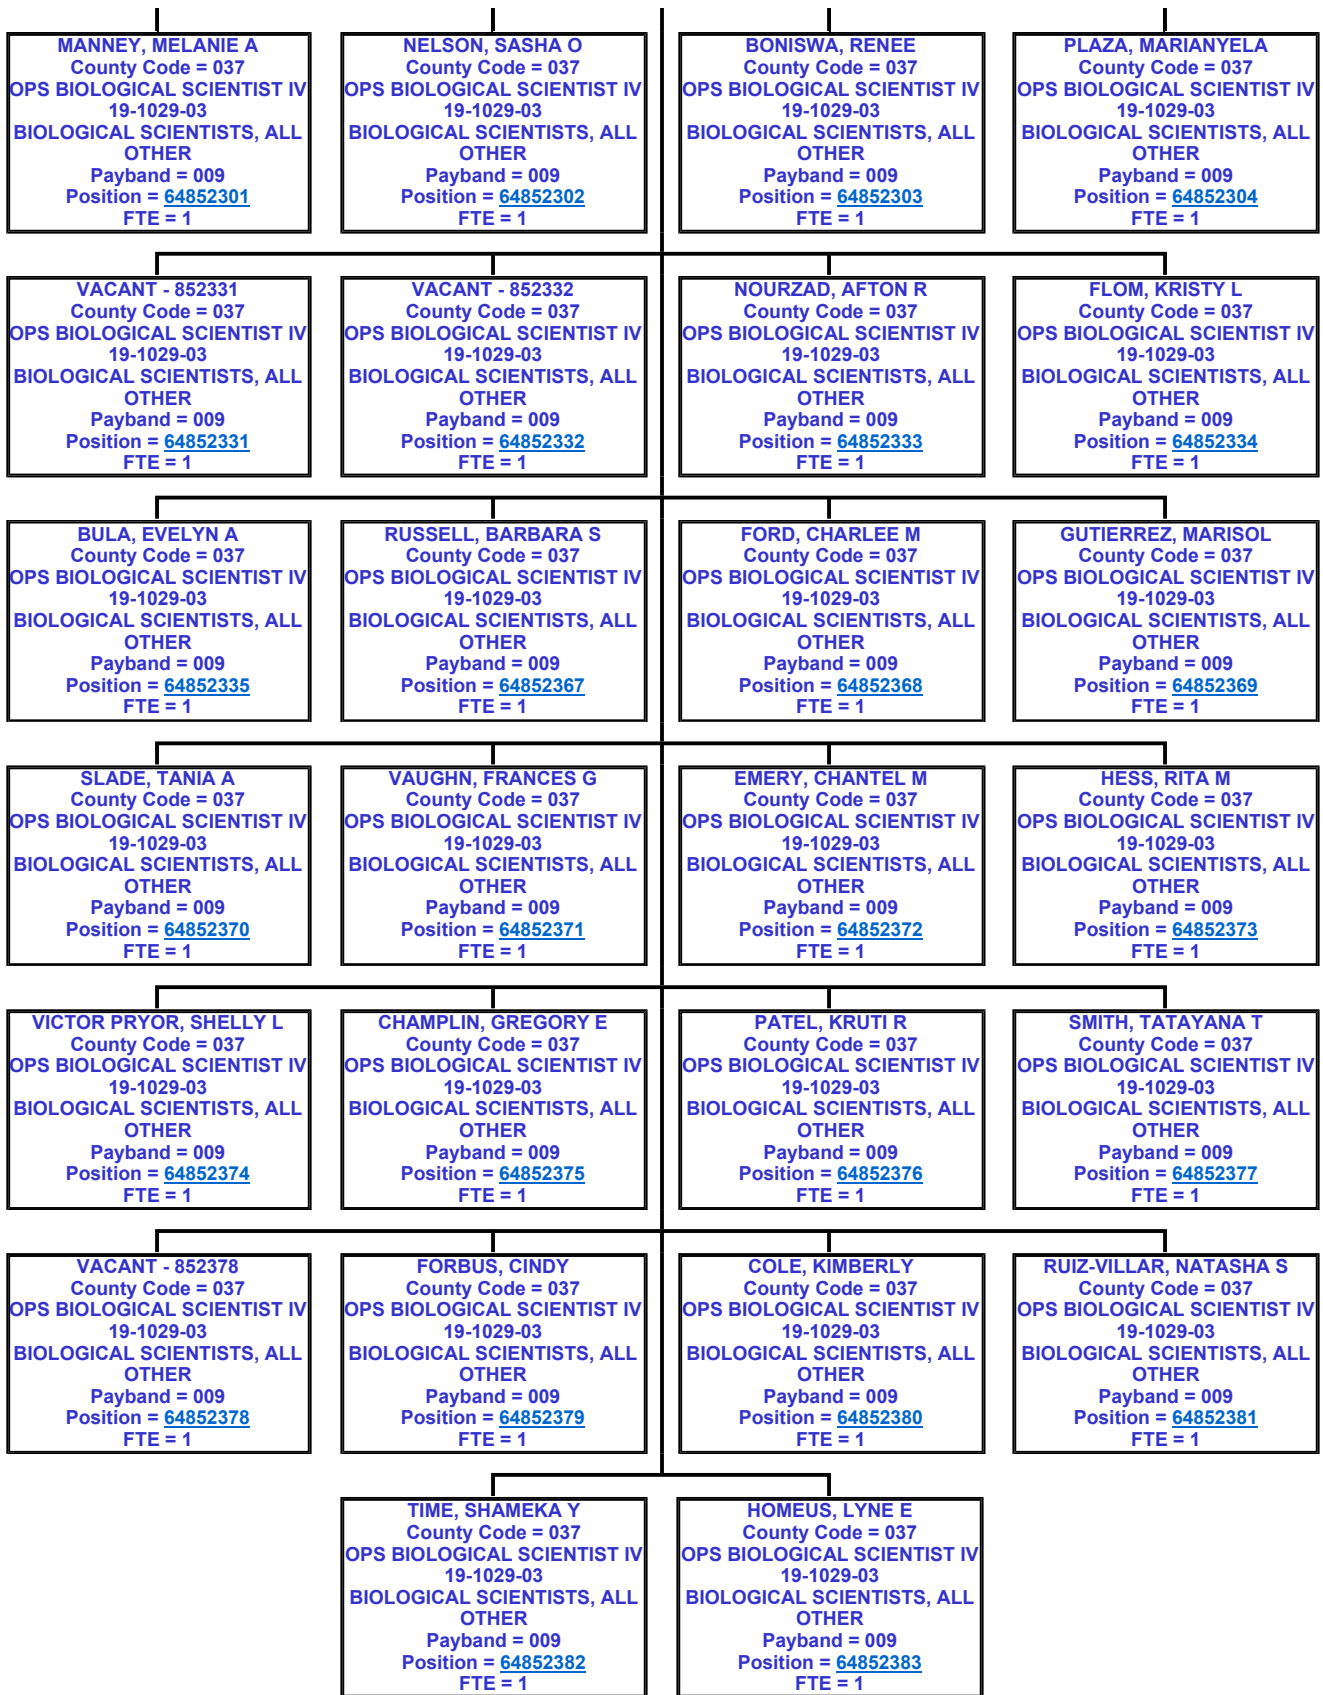 MANNEY, MELANIE A
County Code = 037
OPS BIOLOGICAL SCIENTIST IV
19-1029-03
BIOLOGICAL SCIENTISTS, ALL
OTHER
Payband = 009
Position = 64852301
FTE = 1
NELSON, SASHA O
County Code = 037
OPS BIOLOGICAL SCIENTIST IV
19-1029-03
BIOLOGICAL SCIENTISTS, ALL
OTHER
Payband = 009
Position = 64852302
FTE = 1
BONISWA, RENEE
County Code = 037
OPS BIOLOGICAL SCIENTIST IV
19-1029-03
BIOLOGICAL SCIENTISTS, ALL
OTHER
Payband = 009
Position = 64852303
FTE = 1
PLAZA, MARIANYELA
County Code = 037
OPS BIOLOGICAL SCIENTIST IV
19-1029-03
BIOLOGICAL SCIENTISTS, ALL
OTHER
Payband = 009
Position = 64852304
FTE = 1
VACANT - 852331
County Code = 037
OPS BIOLOGICAL SCIENTIST IV
19-1029-03
BIOLOGICAL SCIENTISTS, ALL
OTHER
Payband = 009
Position = 64852331
FTE = 1
VACANT - 852332
County Code = 037
OPS BIOLOGICAL SCIENTIST IV
19-1029-03
BIOLOGICAL SCIENTISTS, ALL
OTHER
Payband = 009
Position = 64852332
FTE = 1
NOURZAD, AFTON R
County Code = 037
OPS BIOLOGICAL SCIENTIST IV
19-1029-03
BIOLOGICAL SCIENTISTS, ALL
OTHER
Payband = 009
Position = 64852333
FTE = 1
FLOM, KRISTY L
County Code = 037
OPS BIOLOGICAL SCIENTIST IV
19-1029-03
BIOLOGICAL SCIENTISTS, ALL
OTHER
Payband = 009
Position = 64852334
FTE = 1
BULA, EVELYN A
County Code = 037
OPS BIOLOGICAL SCIENTIST IV
19-1029-03
BIOLOGICAL SCIENTISTS, ALL
OTHER
Payband = 009
Position = 64852335
FTE = 1
RUSSELL, BARBARA S
County Code = 037
OPS BIOLOGICAL SCIENTIST IV
19-1029-03
BIOLOGICAL SCIENTISTS, ALL
OTHER
Payband = 009
Position = 64852367
FTE = 1
FORD, CHARLEE M
County Code = 037
OPS BIOLOGICAL SCIENTIST IV
19-1029-03
BIOLOGICAL SCIENTISTS, ALL
OTHER
Payband = 009
Position = 64852368
FTE = 1
GUTIERREZ, MARISOL
County Code = 037
OPS BIOLOGICAL SCIENTIST IV
19-1029-03
BIOLOGICAL SCIENTISTS, ALL
OTHER
Payband = 009
Position = 64852369
FTE = 1
SLADE, TANIA A
County Code = 037
OPS BIOLOGICAL SCIENTIST IV
19-1029-03
BIOLOGICAL SCIENTISTS, ALL
OTHER
Payband = 009
Position = 64852370
FTE = 1
VAUGHN, FRANCES G
County Code = 037
OPS BIOLOGICAL SCIENTIST IV
19-1029-03
BIOLOGICAL SCIENTISTS, ALL
OTHER
Payband = 009
Position = 64852371
FTE = 1
EMERY, CHANTEL M
County Code = 037
OPS BIOLOGICAL SCIENTIST IV
19-1029-03
BIOLOGICAL SCIENTISTS, ALL
OTHER
Payband = 009
Position = 64852372
FTE = 1
HESS, RITA M
County Code = 037
OPS BIOLOGICAL SCIENTIST IV
19-1029-03
BIOLOGICAL SCIENTISTS, ALL
OTHER
Payband = 009
Position = 64852373
FTE = 1
VICTOR PRYOR, SHELLY L
County Code = 037
OPS BIOLOGICAL SCIENTIST IV
19-1029-03
BIOLOGICAL SCIENTISTS, ALL
OTHER
Payband = 009
Position = 64852374
FTE = 1
CHAMPLIN, GREGORY E
County Code = 037
OPS BIOLOGICAL SCIENTIST IV
19-1029-03
BIOLOGICAL SCIENTISTS, ALL
OTHER
Payband = 009
Position = 64852375
FTE = 1
PATEL, KRUTI R
County Code = 037
OPS BIOLOGICAL SCIENTIST IV
19-1029-03
BIOLOGICAL SCIENTISTS, ALL
OTHER
Payband = 009
Position = 64852376
FTE = 1
SMITH, TATAYANA T
County Code = 037
OPS BIOLOGICAL SCIENTIST IV
19-1029-03
BIOLOGICAL SCIENTISTS, ALL
OTHER
Payband = 009
Position = 64852377
FTE = 1
VACANT - 852378
County Code = 037
OPS BIOLOGICAL SCIENTIST IV
19-1029-03
BIOLOGICAL SCIENTISTS, ALL
OTHER
Payband = 009
Position = 64852378
FTE = 1
FORBUS, CINDY
County Code = 037
OPS BIOLOGICAL SCIENTIST IV
19-1029-03
BIOLOGICAL SCIENTISTS, ALL
OTHER
Payband = 009
Position = 64852379
FTE = 1
COLE, KIMBERLY
County Code = 037
OPS BIOLOGICAL SCIENTIST IV
19-1029-03
BIOLOGICAL SCIENTISTS, ALL
OTHER
Payband = 009
Position = 64852380
FTE = 1
RUIZ-VILLAR, NATASHA S
County Code = 037
OPS BIOLOGICAL SCIENTIST IV
19-1029-03
BIOLOGICAL SCIENTISTS, ALL
OTHER
Payband = 009
Position = 64852381
FTE = 1
TIME, SHAMEKA Y
County Code = 037
OPS BIOLOGICAL SCIENTIST IV
19-1029-03
BIOLOGICAL SCIENTISTS, ALL
OTHER
Payband = 009
Position = 64852382
FTE = 1
HOMEUS, LYNE E
County Code = 037
OPS BIOLOGICAL SCIENTIST IV
19-1029-03
BIOLOGICAL SCIENTISTS, ALL
OTHER
Payband = 009
Position = 64852383
FTE = 1